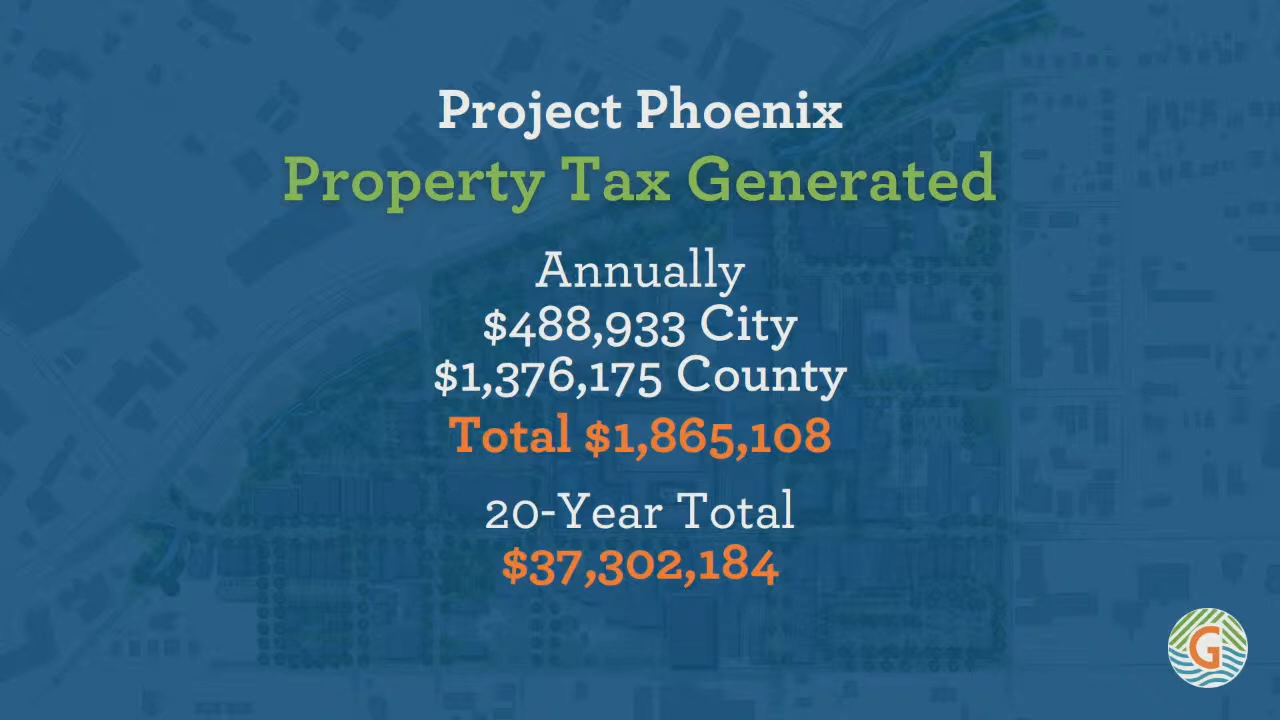 Project Phoenix
Property Tax Generated
Annually
$488,933 City
$1,376,175 County
Total $1,865,108
20-Year Total
$37,302,184
G